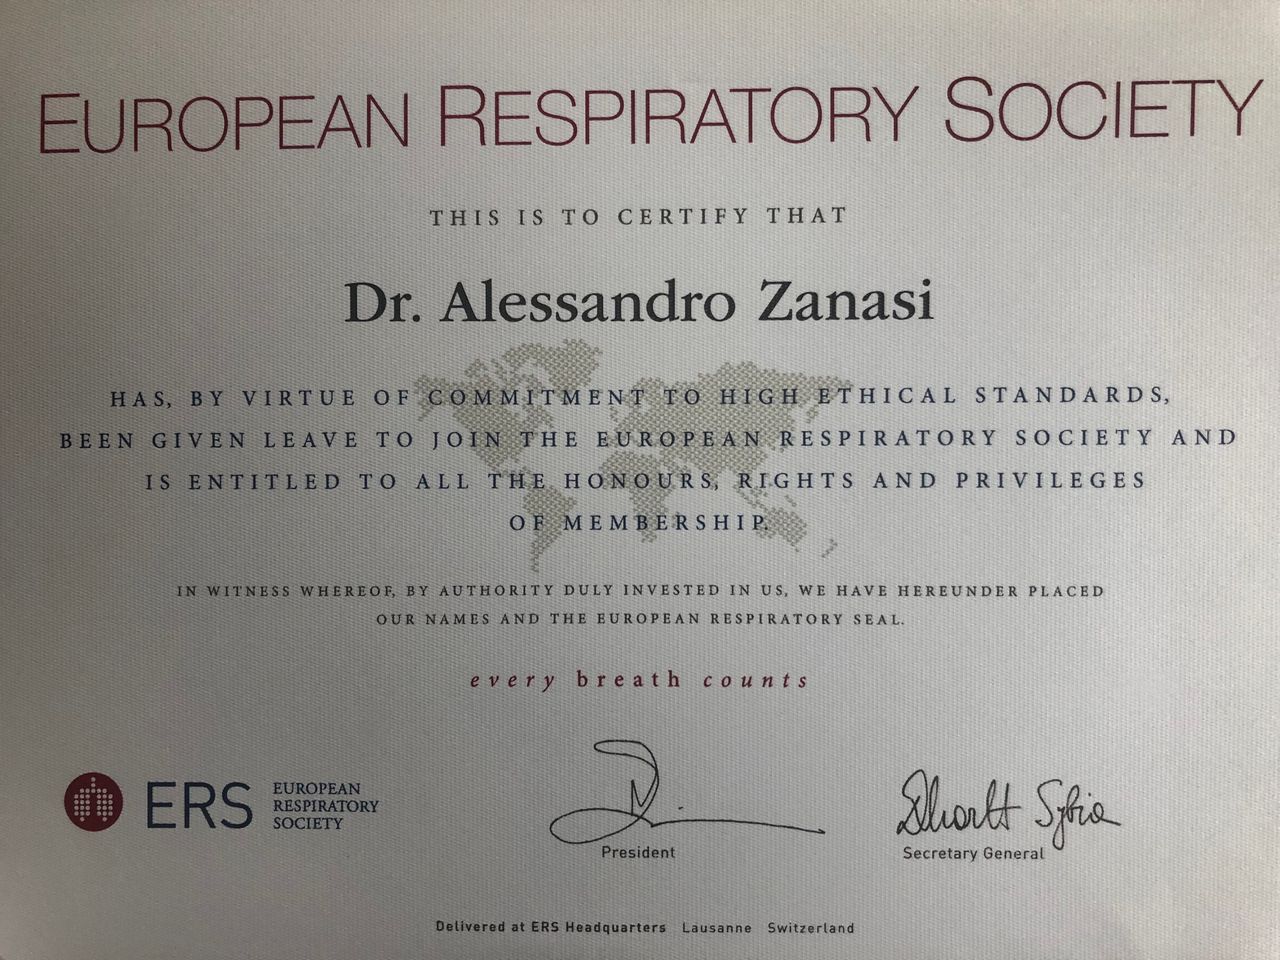 EUROPEAN RESPIRATORY SOCIETY
THIS IS TO CERTIFY THAT
Dr. Alessandro Zanasi
HAS, BY VIRTUE OF COMMITMENT TO HIGH ETHICAL STANDARDS,
BEEN GIVEN LEAVE TO JOIN THE EUROPEAN RESPIRATORY SOCIETY AND
IS ENTITLED TO ALL THE HONOURS, RIGHTS AND PRIVILEGES
OF MEMBERSHIP.
IN WITNESS WHEREOF, BY AUTHORITY DULY INVESTED IN US, WE HAVE HEREUNDER PLACED
OUR NAMES AND THE EUROPEAN RESPIRATORY SEAL.
every breath counts
ERS
EUROPEAN
RESPIRATORY
SOCIETY
President
Secretary General
Delivered at ERS Headquarters Lausanne Switzerland